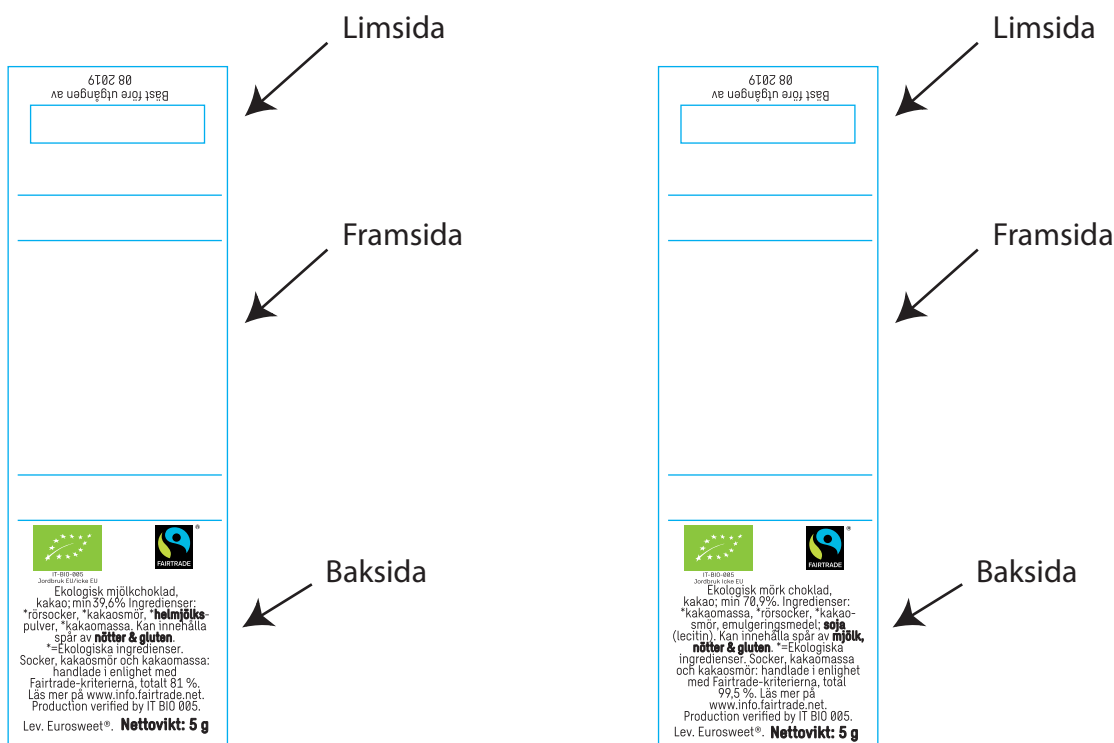 Limsida
08 2019
Bäst före utgången av
Framsida
FAIRTRADE
®
IT-BIO-005
Jordbruk EU/icke EU
Baksida
Ekologisk mjölkchoklad,
kakao; min 39,6% Ingredienser:
*rörsocker, *kakaosmör, *helmjölks-
pulver, *kakaomassa. Kan innehålla
spår av nötter & gluten.
*=Ekologiska ingredienser.
Socker, kakaosmör och kakaomassa:
handlade i enlighet med
Fairtrade-kriterierna, totalt 81 %.
Läs mer på www.info.fairtrade.net.
Production verified by IT BIO 005.
Lev. Eurosweet®. Nettovikt: 5 g
Limsida
08 2019
Bäst före utgången av
Framsida
FAIRTRADE
®
IT-BIO-005
Jordbruk Icke EU
Baksida
Ekologisk mörk choklad,
kakao; min 70,9%. Ingredienser:
*kakaomassa, *rörsocker, *kakao-
smör, emulgeringsmedel; soja
(lecitin). Kan innehålla spår av mjölk,
nötter & gluten. *=Ekologiska
ingredienser. Socker, kakaomassa
och kakaosmör: handlade i enlighet
med Fairtrade-kriterierna, total
99,5 %. Läs mer på
www.info.fairtrade.net.
Production verified by IT BIO 005.
Lev. Eurosweet®. Nettovikt: 5 g